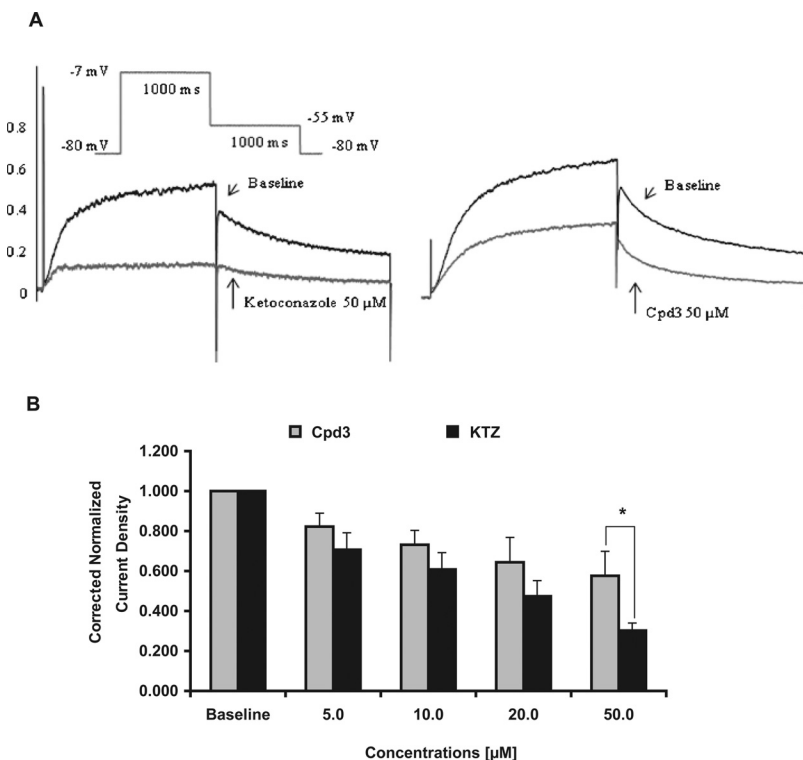 A
-7 mV
1000 ms
-55 mV
-80 mV
1000 ms
-80 mV
0.8
0.6
0.4
0.2
0
Baseline
Ketoconazole 50 µM
Baseline
Cpd3 50 µM
B
Cpd3
KTZ
Corrected Normalized
Current Density
1.200
1.000
0.800
0.600
0.400
0.200
0.000
*
Baseline 5.0 10.0 20.0 50.0
Concentrations [µM]